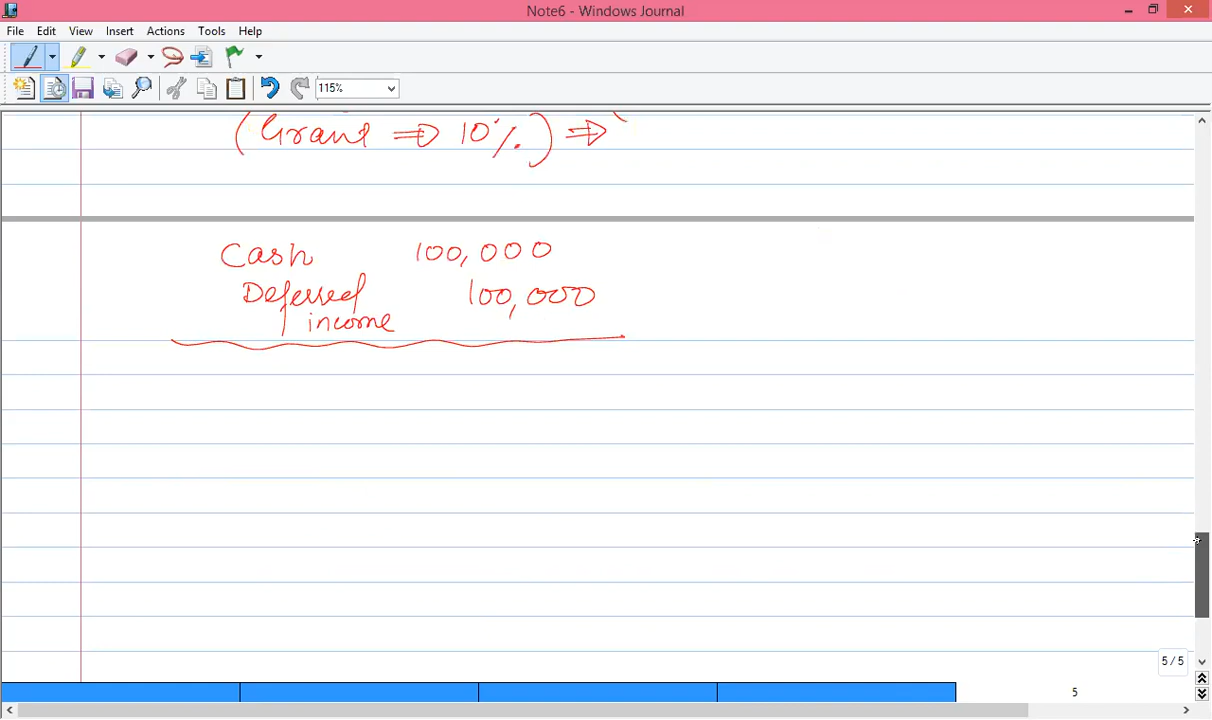 Note6 - Windows Journal
File Edit View Insert Actions Tools Help
115%
(Grant ⇒ 10%) ⇒
Cash 100,000
Deferred 100,000
income
5 / 5
5